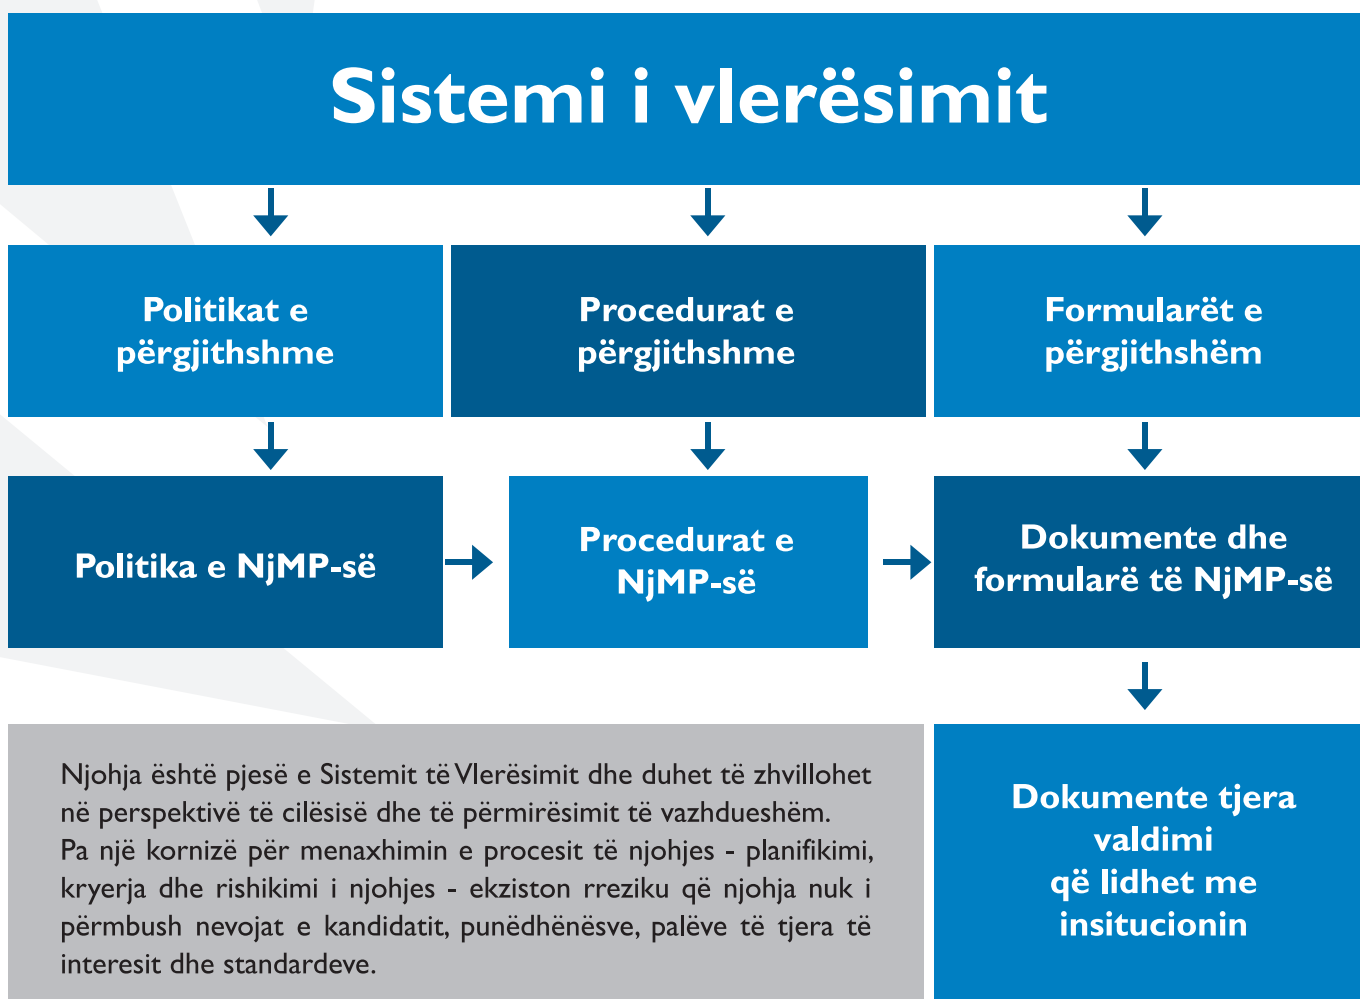 Sistemi i vlerësimit
Politikat e
përgjithshme
Procedurat e
përgjithshme
Formularët e
përgjithshëm
Politika e NjMP-së
Procedurat e
NjMP-së
Dokumente dhe
formularë të NjMP-së
Njohja është pjesë e Sistemit të Vlerësimit dhe duhet të zhvillohet
në perspektivë të cilësisë dhe të përmirësimit të vazhdueshëm.
Pa një kornizë për menaxhimin e procesit të njohjes - planifikimi,
kryerja dhe rishikimi i njohjes - ekziston rreziku që njohja nuk i
përmbush nevojat e kandidatit, punëdhënësve, palëve të tjera të
interesit dhe standardeve.
Dokumente tjera
valdimi
që lidhet me
insitucionin